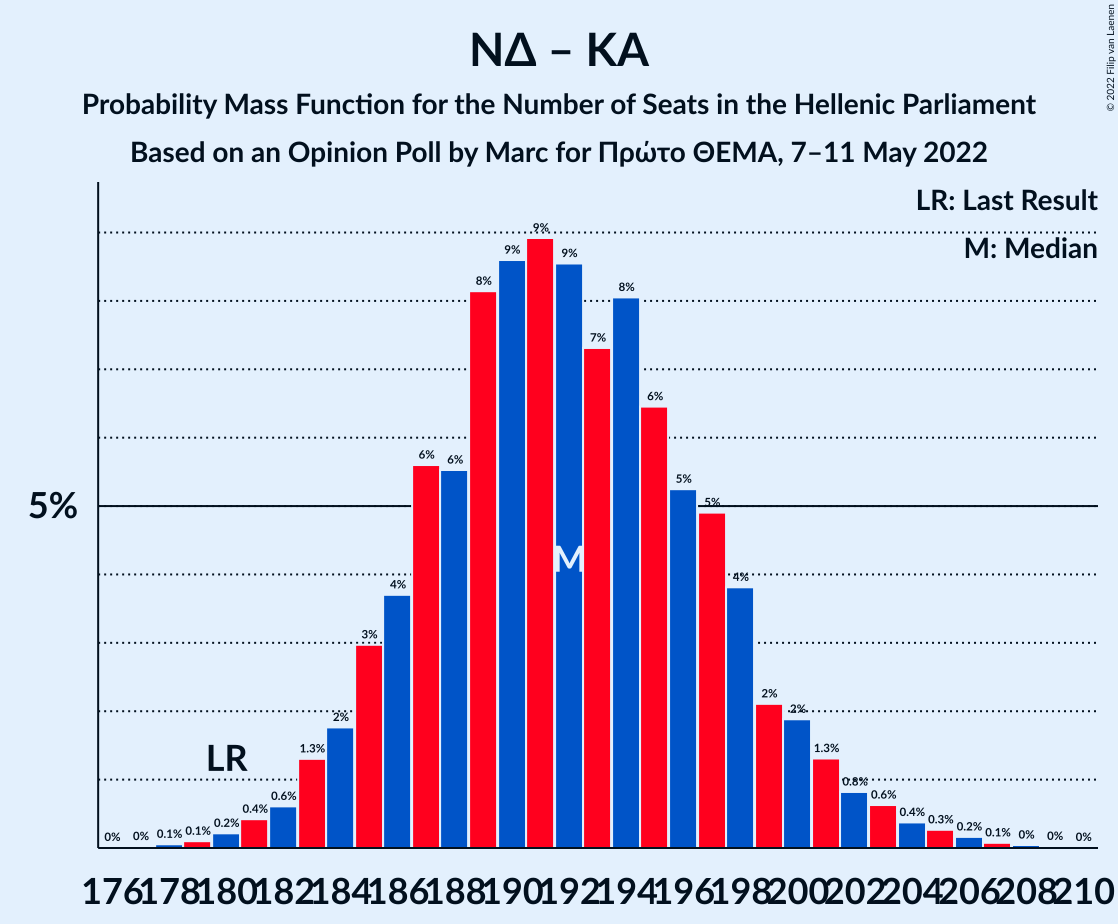 © 2022 Filip van Laenen
ΝΔ – ΚΑ
Probability Mass Function for the Number of Seats in the Hellenic Parliament
Based on an Opinion Poll by Marc for Πρώτο ΘΕΜΑ, 7–11 May 2022
LR: Last Result
M: Median
5%
LR
M
0% 0% 0.1% 0.1% 0.2% 0.4% 0.6% 1.3% 2% 3% 4% 6% 6% 8% 9% 9% 9% 7% 8% 6% 5% 5% 4% 2% 2% 1.3% 0.8% 0.6% 0.4% 0.3% 0.2% 0.1% 0% 0% 0%
176 178 180 182 184 186 188 190 192 194 196 198 200 202 204 206 208 210